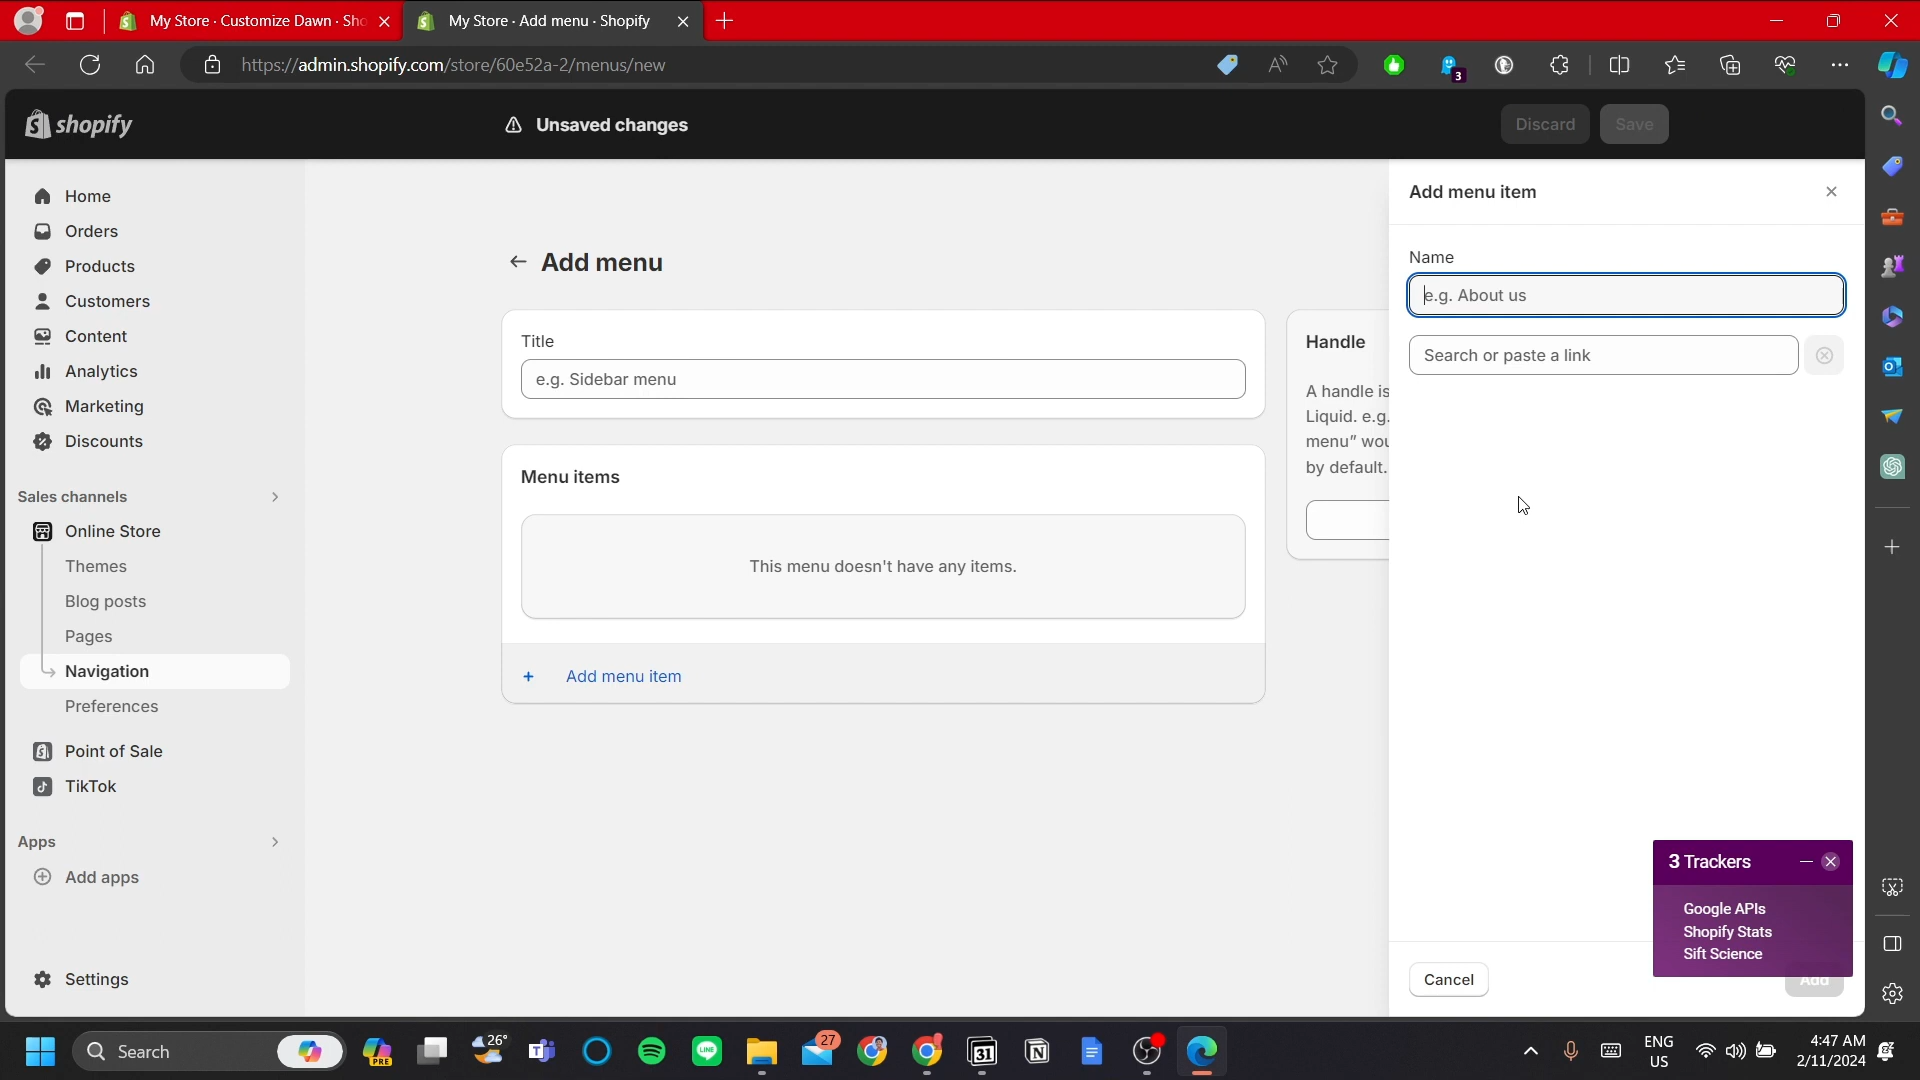 My Store · Customize Dawn · Sho
My Store · Add menu · Shopify
https://admin.shopify.com/store/60e52a-2/menus/new
3
shopify
Unsaved changes
Discard
Save
Home
Orders
Products
Customers
Content
Analytics
Marketing
Discounts
Sales channels
Online Store
Themes
Blog posts
Pages
Navigation
Preferences
Point of Sale
TikTok
Apps
Add apps
Settings
Add menu
Title
e.g. Sidebar menu
Menu items
This menu doesn't have any items.
+ Add menu item
Handle
A handle is
Liquid. e.g.
menu” wou
by default.
Add menu item
Name
e.g. About us
Search or paste a link
3 Trackers
Google APIs
Shopify Stats
Sift Science
Cancel
Add
Search
PRE
26°
27
31
ENG
US
4:47 AM
2/11/2024